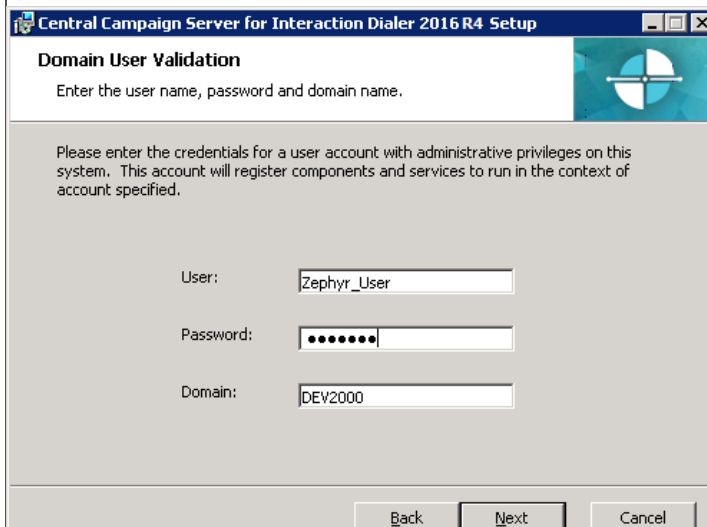 Central Campaign Server for Interaction Dialer 2016 R4 Setup
Domain User Validation
Enter the user name, password and domain name.
Please enter the credentials for a user account with administrative privileges on this
system.  This account will register components and services to run in the context of
account specified.
User: Zephyr_User
Password: ●●●●●●●
Domain: DEV2000
Back Next Cancel